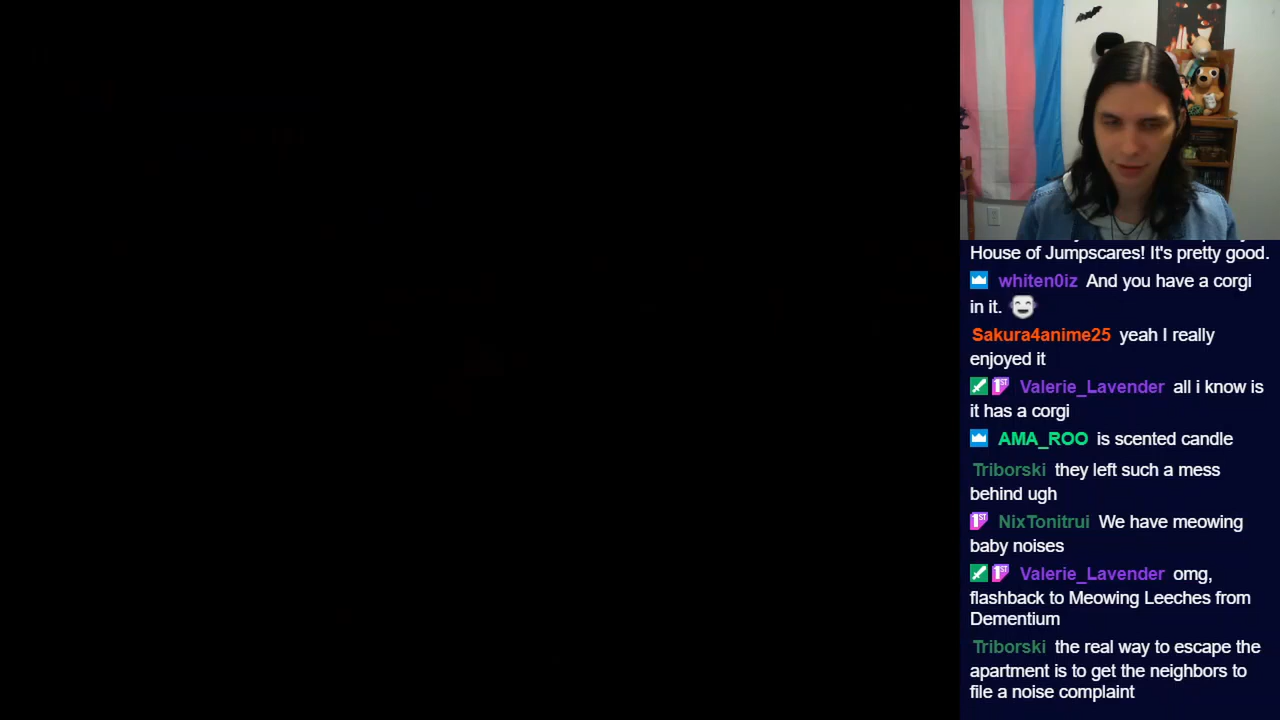 House of Jumpscares! It's pretty good.
whiten0iz And you have a corgi
in it.
Sakura4anime25 yeah I really
enjoyed it
1ST Valerie_Lavender all i know is
it has a corgi
AMA_ROO is scented candle
Triborski they left such a mess
behind ugh
1ST NixTonitrui We have meowing
baby noises
1ST Valerie_Lavender omg,
flashback to Meowing Leeches from
Dementium
Triborski the real way to escape the
apartment is to get the neighbors to
file a noise complaint